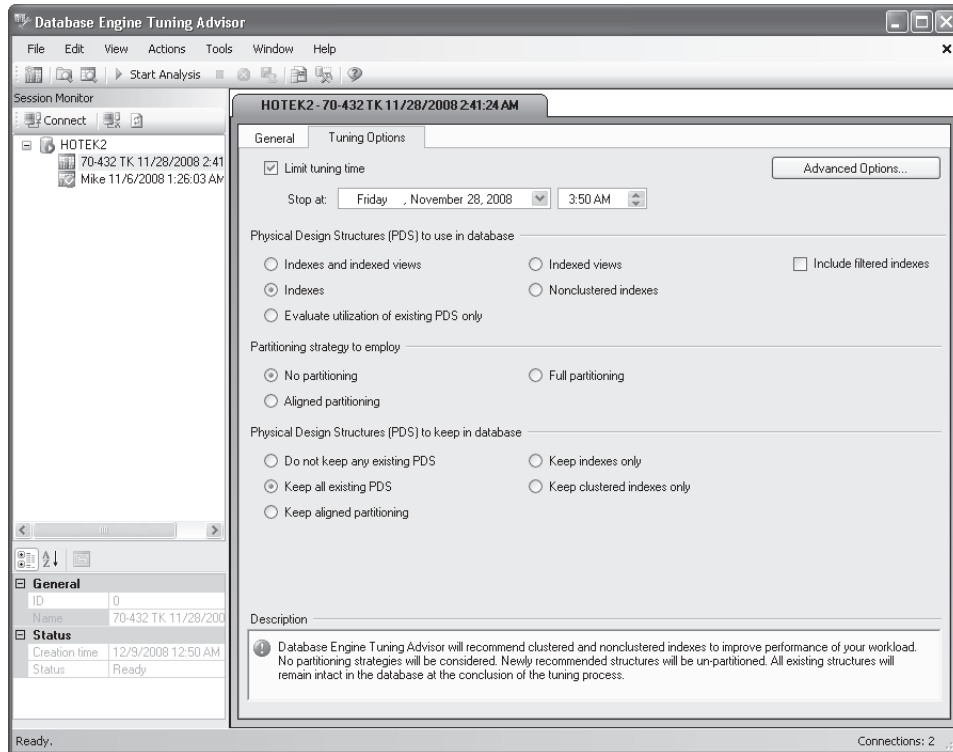 Database Engine Tuning Advisor
File Edit View Actions Tools Window Help
Start Analysis
Session Monitor
Connect
HOTEK2
70-432 TK 11/28/2008 2:41
Mike 11/6/2008 1:26:03 AM
HOTEK2 - 70-432 TK 11/28/2008 2:41:24 AM
General Tuning Options
Limit tuning time
Advanced Options...
Stop at: Friday , November 28, 2008 3:50 AM
Physical Design Structures (PDS) to use in database
Indexes and indexed views Indexed views Include filtered indexes
Indexes Nonclustered indexes
Evaluate utilization of existing PDS only
Partitioning strategy to employ
No partitioning Full partitioning
Aligned partitioning
Physical Design Structures (PDS) to keep in database
Do not keep any existing PDS Keep indexes only
Keep all existing PDS Keep clustered indexes only
Keep aligned partitioning
General
ID 0
Name 70-432 TK 11/28/200
Status
Creation time 12/9/2008 12:50 AM
Status Ready
Description
Database Engine Tuning Advisor will recommend clustered and nonclustered indexes to improve performance of your workload.
No partitioning strategies will be considered. Newly recommended structures will be un-partitioned. All existing structures will
remain intact in the database at the conclusion of the tuning process.
Ready. Connections: 2